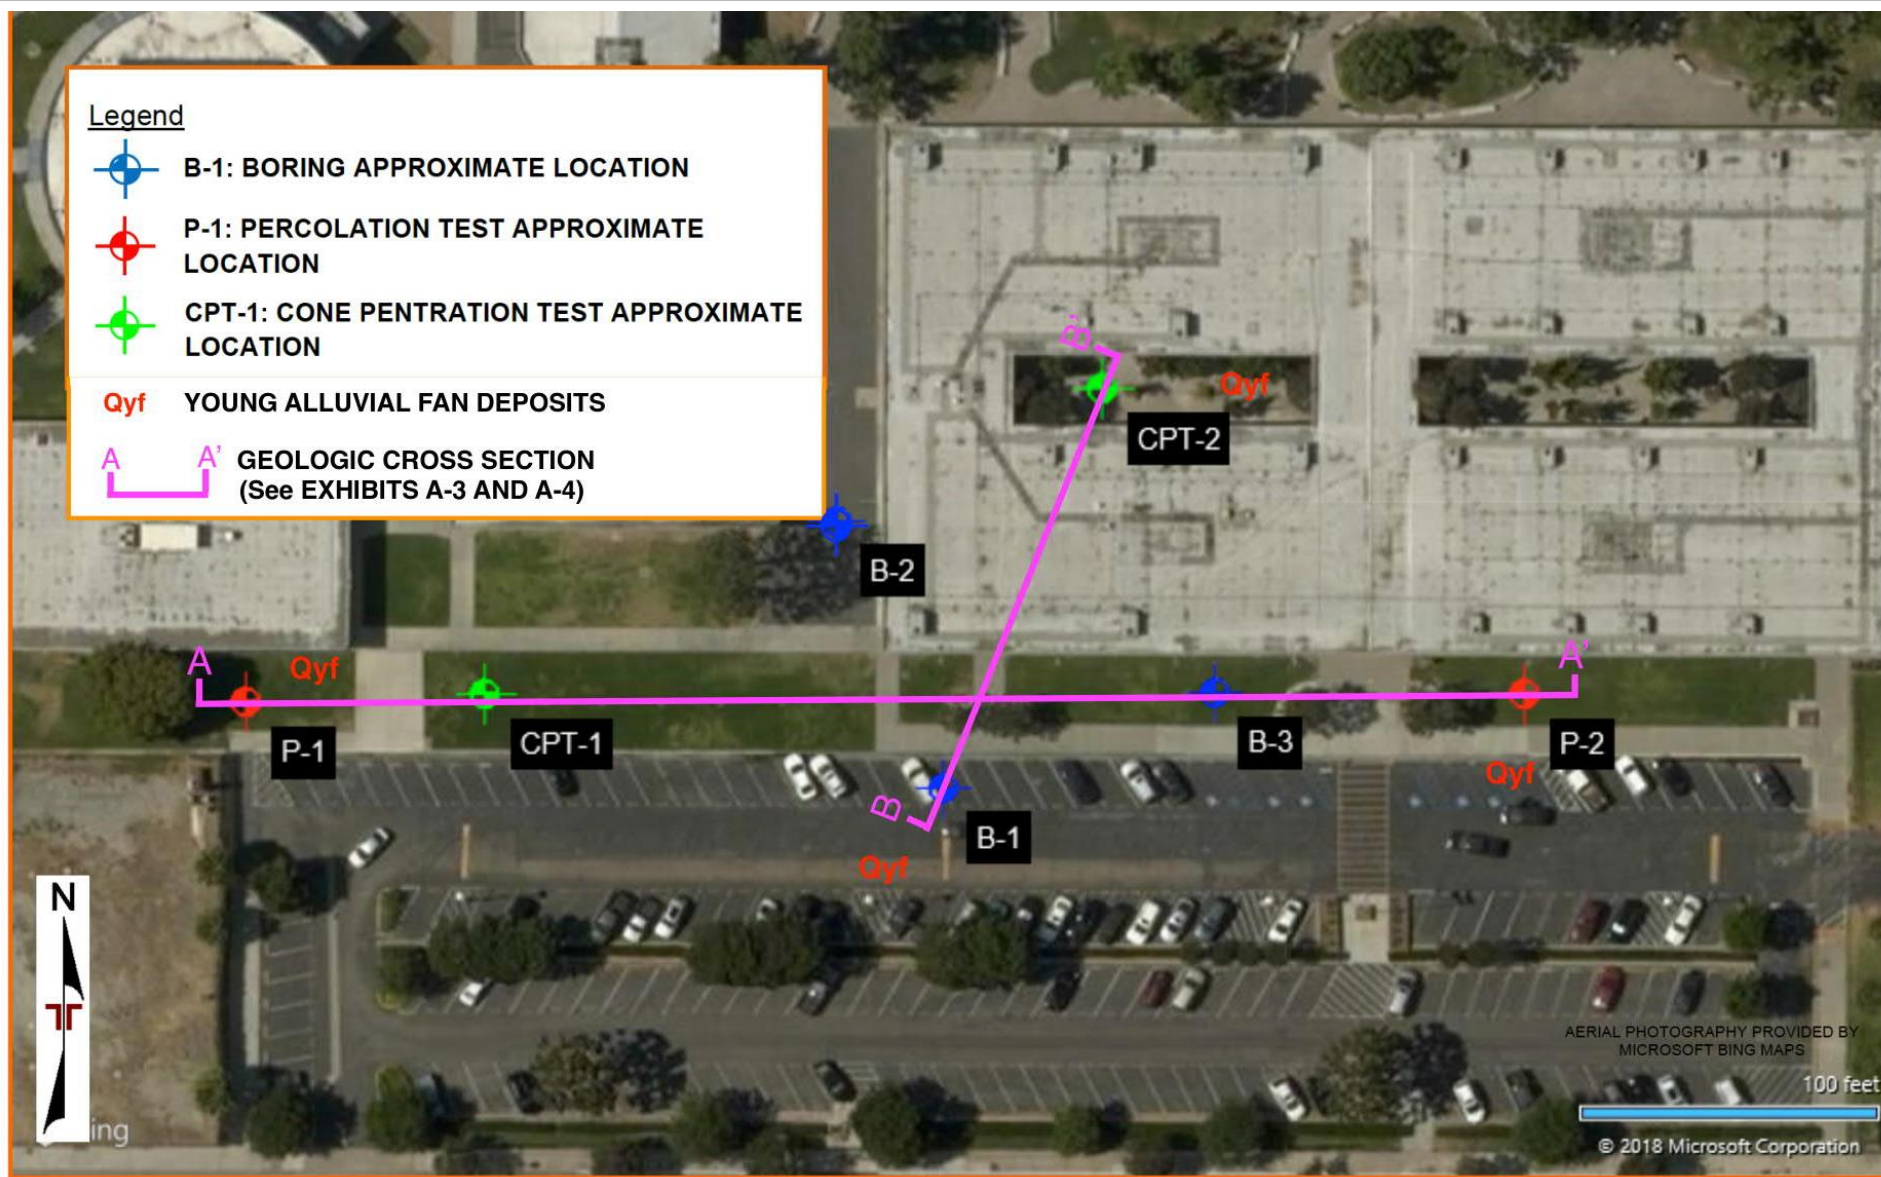 Legend
B-1: BORING APPROXIMATE LOCATION
P-1: PERCOLATION TEST APPROXIMATE
LOCATION
CPT-1: CONE PENTRATION TEST APPROXIMATE
LOCATION
Qyf YOUNG ALLUVIAL FAN DEPOSITS
A A' GEOLOGIC CROSS SECTION
(See EXHIBITS A-3 AND A-4)
B'
Qyf
CPT-2
B-2
A
Qyf
A'
P-1
CPT-1
B-3
P-2
Qyf
B
B-1
Qyf
N
AERIAL PHOTOGRAPHY PROVIDED BY
MICROSOFT BING MAPS
100 feet
ing
© 2018 Microsoft Corporation